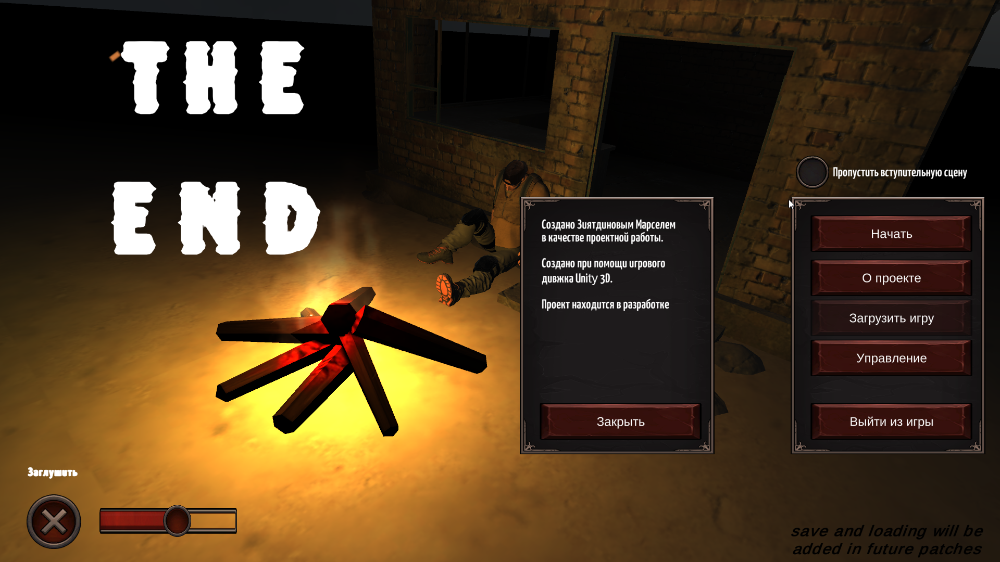 THE
END
Пропустить вступительную сцену
Создано Зиятдиновым Марселем
в качестве проектной работы.
Создано при помощи игрового
дивжка Unity 3D.
Проект находится в разработке
Закрыть
Начать
О проекте
Загрузить игру
Управление
Выйти из игры
Заглушить
save and loading will be
added in future patches